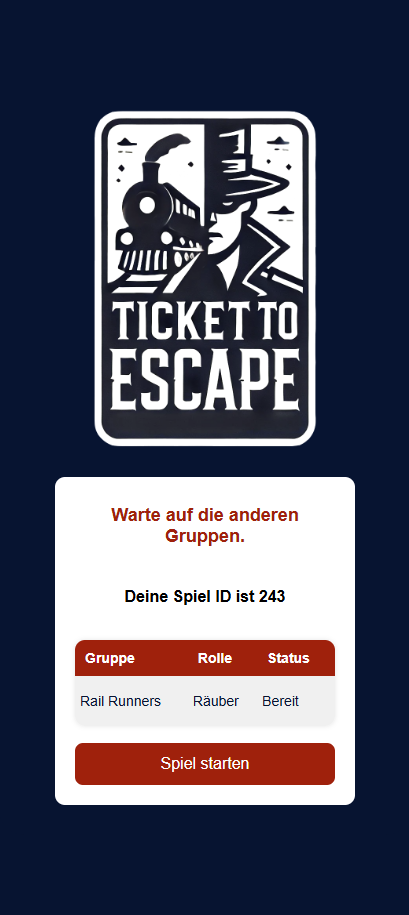 TICKET TO
ESCAPE
Warte auf die anderen
Gruppen.
Deine Spiel ID ist 243
Gruppe Rolle Status
Rail Runners Räuber Bereit
Spiel starten